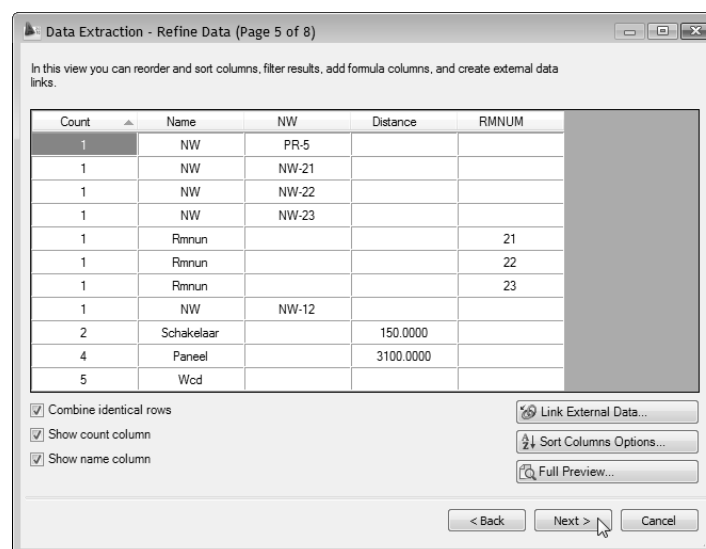 Data Extraction - Refine Data (Page 5 of 8)
In this view you can reorder and sort columns, filter results, add formula columns, and create external data
links.
Count Name NW Distance RMNUM
1 NW PR-5
1 NW NW-21
1 NW NW-22
1 NW NW-23
1 Rmnun 21
1 Rmnun 22
1 Rmnun 23
1 NW NW-12
2 Schakelaar 150.0000
4 Paneel 3100.0000
5 Wcd
Combine identical rows
Show count column
Show name column
Link External Data...
Sort Columns Options...
Full Preview...
< Back Next > Cancel